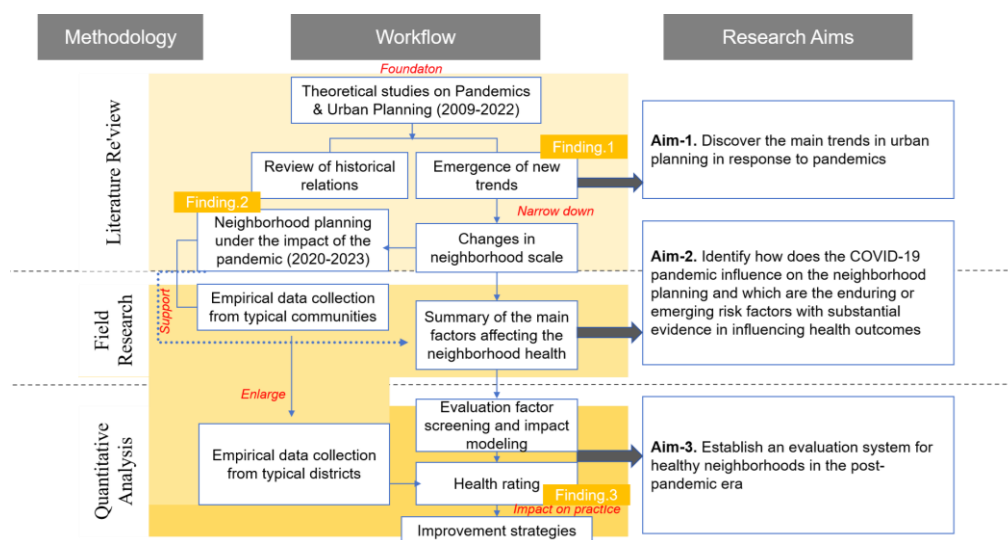 Methodology
Workflow
Research Aims
Literature Re'view
Foundaton
Theoretical studies on Pandemics
& Urban Planning (2009-2022)
Finding.1
Review of historical
relations
Emergence of new
trends
Aim-1. Discover the main trends in urban
planning in response to pandemics
Finding.2
Narrow down
Neighborhood planning
under the impact of the
pandemic (2020-2023)
Changes in
neighborhood scale
Aim-2. Identify how does the COVID-19
pandemic influence on the neighborhood
planning and which are the enduring or
emerging risk factors with substantial
evidence in influencing health outcomes
Field
Research
Support
Empirical data collection
from typical communities
Summary of the main
factors affecting the
neighborhood health
Enlarge
Quantitative
Analysis
Evaluation factor
screening and impact
modeling
Empirical data collection
from typical districts
Health rating
Finding.3
Aim-3. Establish an evaluation system for
healthy neighborhoods in the post-
pandemic era
Impact on practice
Improvement strategies